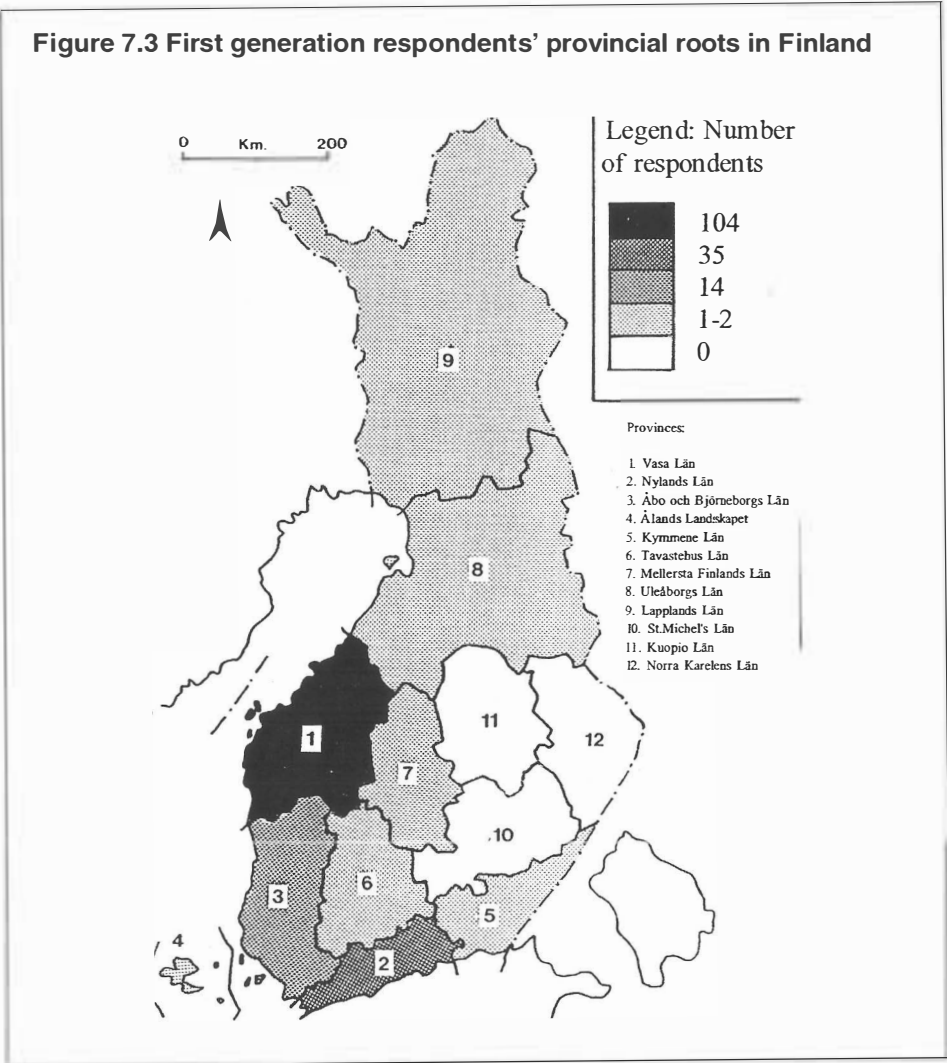 Figure 7.3 First generation respondents' provincial roots in Finland
0 Km. 200
Legend: Number
of respondents
104
35
14
1-2
0
Provinces:
1. Vasa Län
2. Nylands Län
3. Åbo och Björneborgs Län
4. Ålands Landskapet
5. Kymmene Län
6. Tavastehus Län
7. Mellersta Finlands Län
8. Uleåborgs Län
9. Lapplands Län
10. St.Michel's Län
11. Kuopio Län
12. Norra Karelens Län
9
8
1
11
12
7
10
6
3
5
4
2